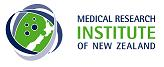 MEDICAL RESEARCH
INSTITUTE
OF NEW ZEALAND